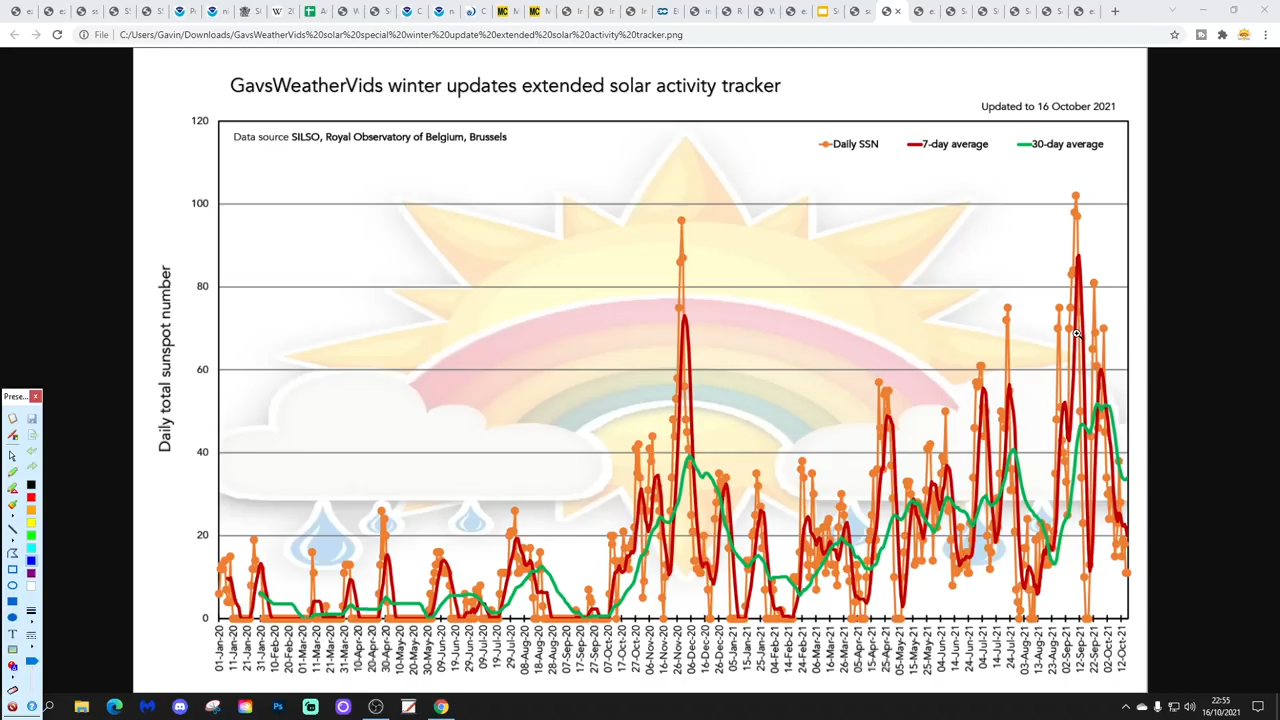 File
C:/Users/Gavin/Downloads/GavsWeatherVids%20solar%20special%20winter%20update%20extended%20solar%20activity%20tracker.png
GavsWeatherVids winter updates extended solar activity tracker
Updated to 16 October 2021
Data source SILSO, Royal Observatory of Belgium, Brussels
Daily SSN
7-day average
30-day average
Daily total sunspot number
120
100
80
60
40
20
0
01-Jan-20
11-Jan-20
21-Jan-20
31-Jan-20
10-Feb-20
20-Feb-20
01-Mar-20
11-Mar-20
21-Mar-20
31-Mar-20
10-Apr-20
20-Apr-20
30-Apr-20
10-May-20
20-May-20
30-May-20
09-Jun-20
19-Jun-20
29-Jun-20
09-Jul-20
19-Jul-20
29-Jul-20
08-Aug-20
18-Aug-20
28-Aug-20
07-Sep-20
17-Sep-20
27-Sep-20
07-Oct-20
17-Oct-20
27-Oct-20
06-Nov-20
16-Nov-20
26-Nov-20
06-Dec-20
16-Dec-20
26-Dec-20
05-Jan-21
15-Jan-21
25-Jan-21
04-Feb-21
14-Feb-21
24-Feb-21
06-Mar-21
16-Mar-21
26-Mar-21
05-Apr-21
15-Apr-21
25-Apr-21
05-May-21
15-May-21
25-May-21
04-Jun-21
14-Jun-21
24-Jun-21
04-Jul-21
14-Jul-21
24-Jul-21
03-Aug-21
13-Aug-21
23-Aug-21
02-Sep-21
12-Sep-21
22-Sep-21
02-Oct-21
12-Oct-21
Prese...
T
22:55
16/10/2021